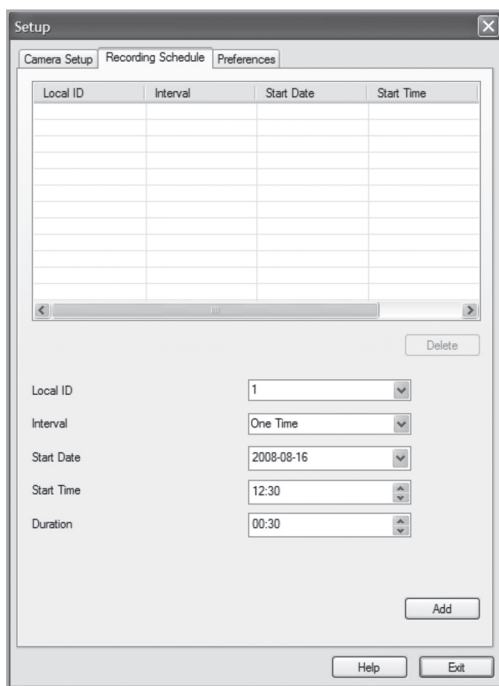 Setup
Camera Setup Recording Schedule Preferences
Local ID Interval Start Date Start Time
Delete
Local ID 1
Interval One Time
Start Date 2008-08-16
Start Time 12:30
Duration 00:30
Add
Help Exit